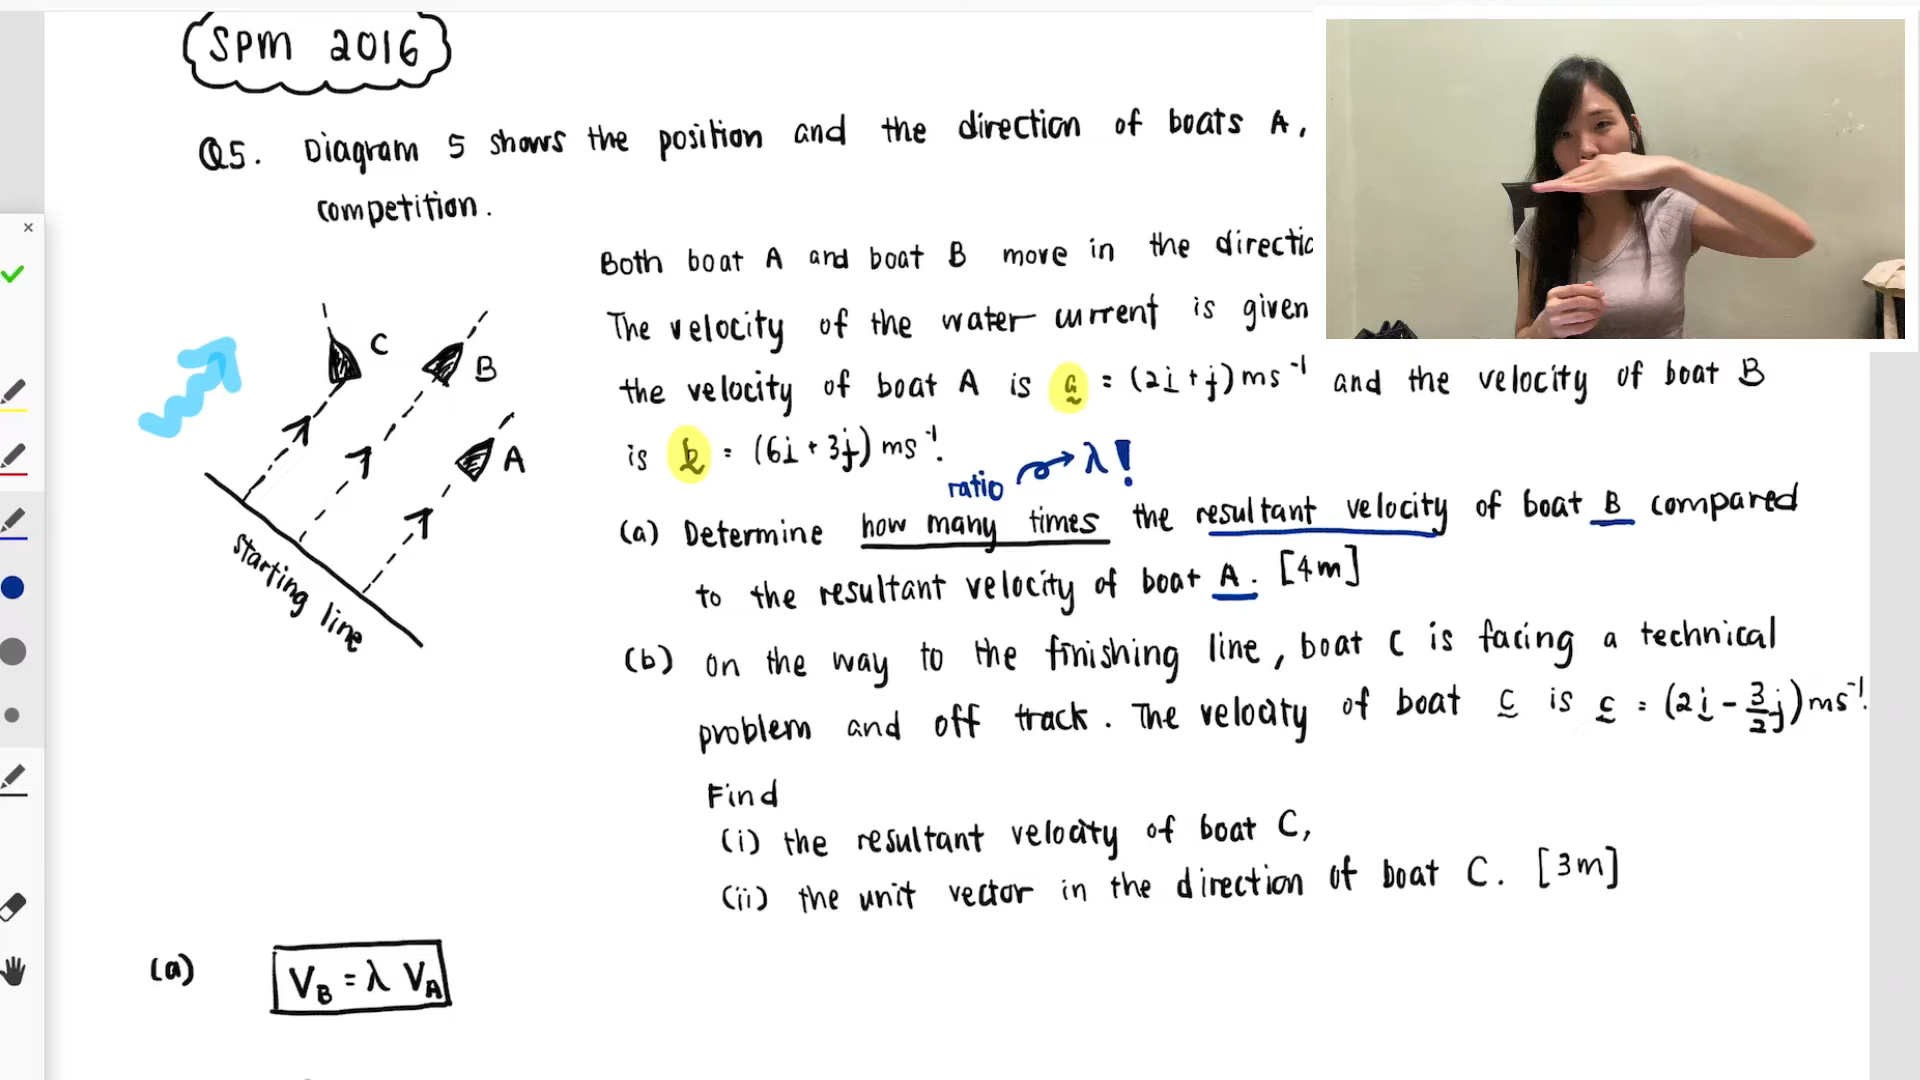 SPM 2016
Q5. Diagram 5 shows the position and the direction of boats A,
competition.
Both boat A and boat B move in the directio
The velocity of the water current is given
the velocity of boat A is a = (2i + j) ms⁻¹ and the velocity of boat B
is b = (6i + 3j) ms⁻¹.
ratio → λ!
(a) Determine how many times the resultant velocity of boat B compared
to the resultant velocity of boat A. [4m]
(b) On the way to the finishing line, boat C is facing a technical
problem and off track. The velocity of boat C is c = (2i - 3/2 j) ms⁻¹.
Find
(i) the resultant velocity of boat C,
(ii) the unit vector in the direction of boat C. [3m]
C
B
A
starting line
(a) V_B = λ V_A